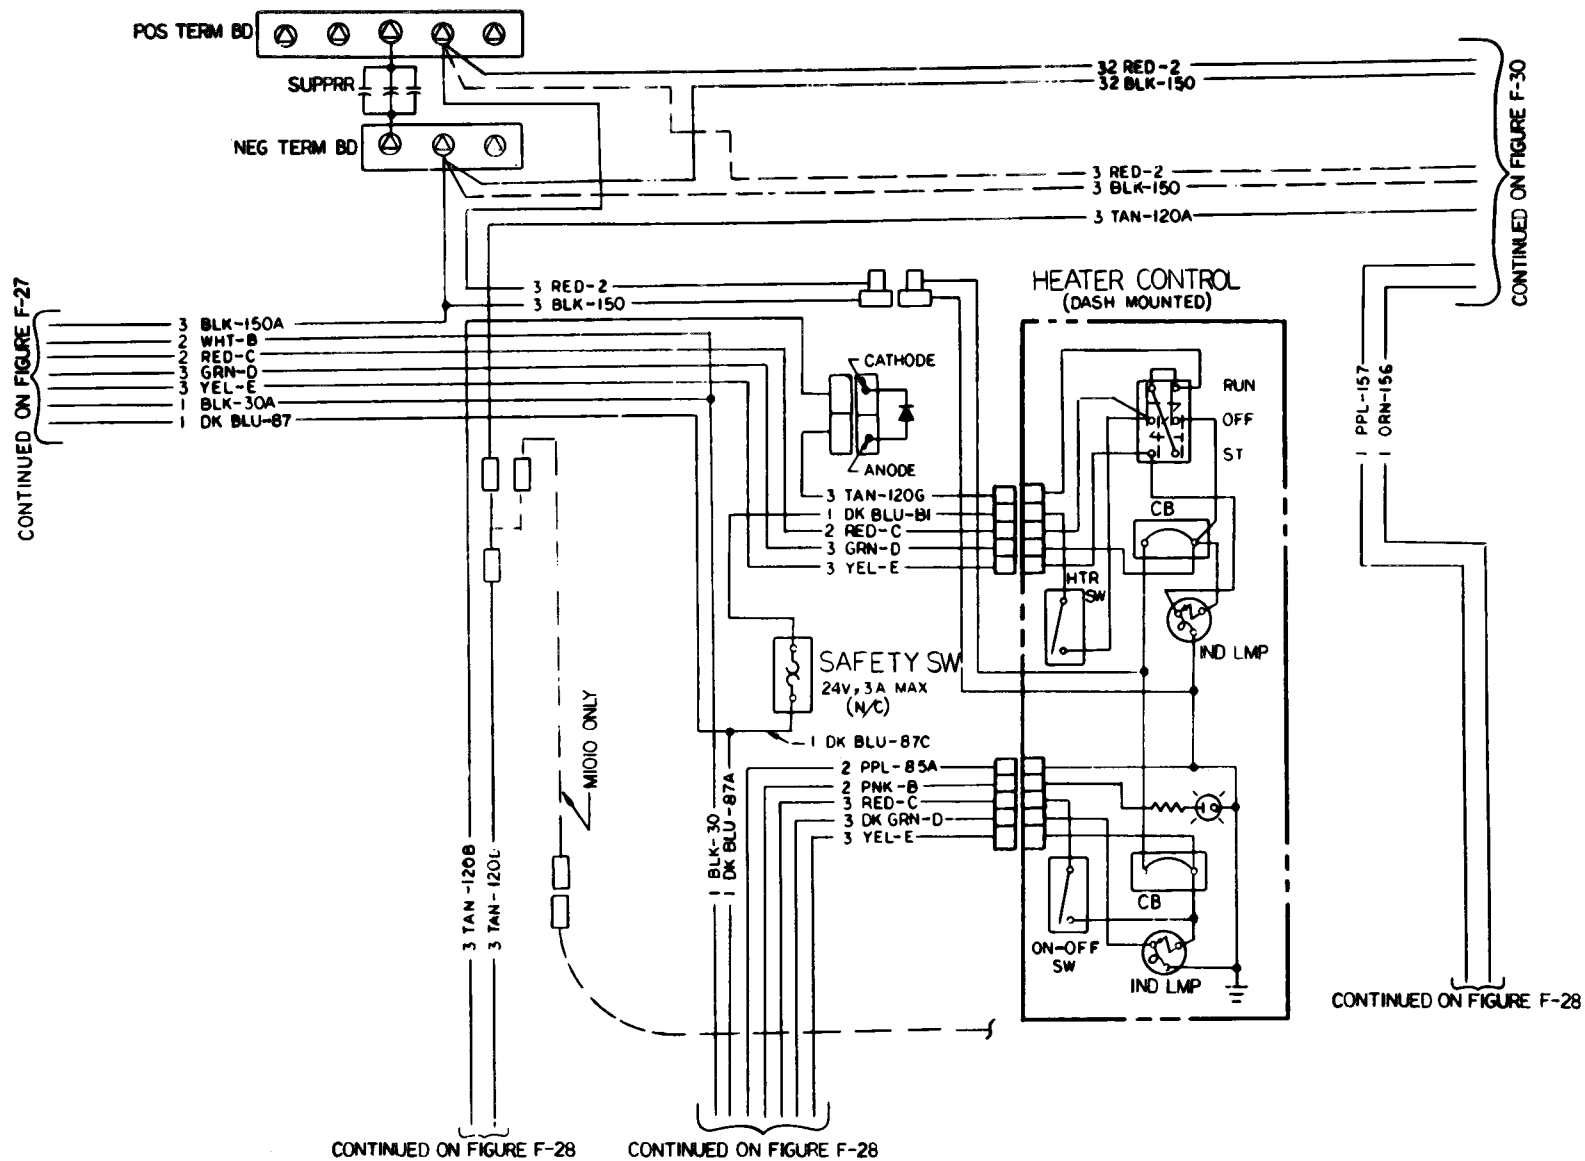 POS TERM BD
SUPPRR
NEG TERM BD
32 RED-2
32 BLK-150
3 RED-2
3 BLK-150
3 TAN-120A
CONTINUED ON FIGURE F-30
3 RED-2
3 BLK-150
HEATER CONTROL
(DASH MOUNTED)
CONTINUED ON FIGURE F-27
3 BLK-150A
2 WHT-B
2 RED-C
3 GRN-D
3 YEL-E
1 BLK-30A
1 DK BLU-87
CATHODE
ANODE
RUN
OFF
ST
CB
1 PPL-157
1 ORN-156
3 TAN-120G
1 DK BLU-B1
2 RED-C
3 GRN-D
3 YEL-E
HTR
SW
IND LMP
SAFETY SW
24V, 3A MAX
(N/C)
1 DK BLU-87C
M1010 ONLY
2 PPL-85A
2 PNK-B
3 RED-C
3 DK GRN-D
3 YEL-E
1 BLK-30
1 DK BLU-87A
3 TAN-120B
CB
ON-OFF
SW
IND LMP
CONTINUED ON FIGURE F-28
CONTINUED ON FIGURE F-28
CONTINUED ON FIGURE F-28